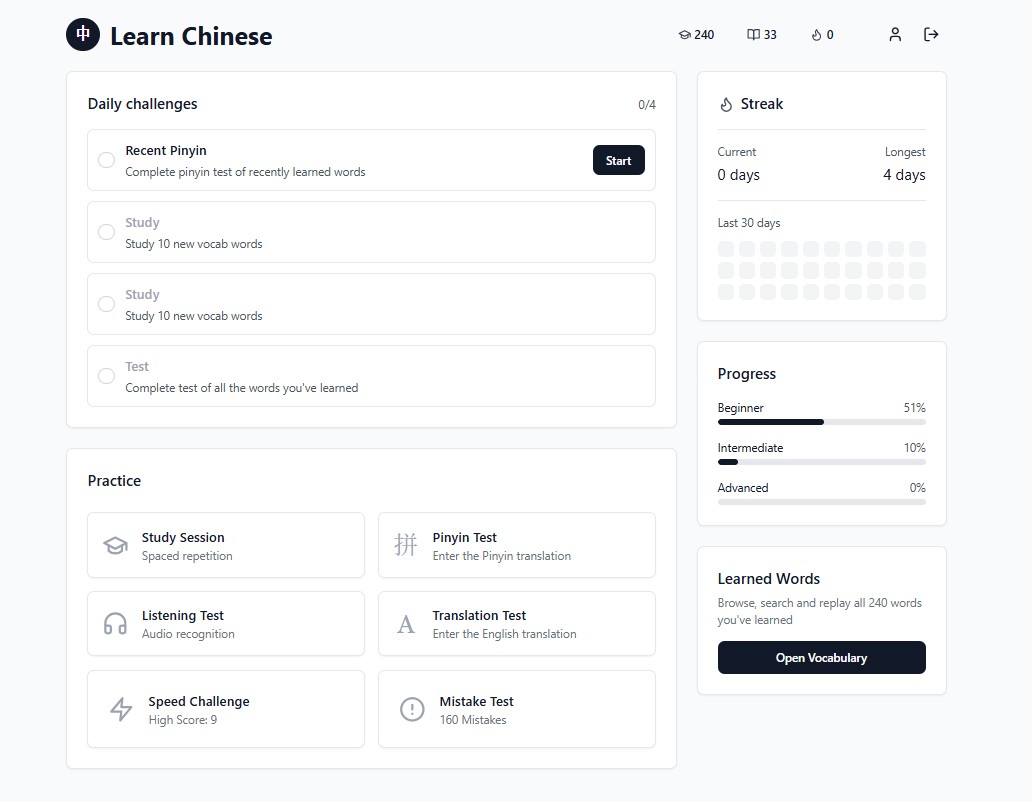 中 Learn Chinese
240 33 0
Daily challenges 0/4
Recent Pinyin
Complete pinyin test of recently learned words
Start
Study
Study 10 new vocab words
Study
Study 10 new vocab words
Test
Complete test of all the words you've learned
Practice
Study Session
Spaced repetition
拼
Pinyin Test
Enter the Pinyin translation
Listening Test
Audio recognition
A
Translation Test
Enter the English translation
Speed Challenge
High Score: 9
Mistake Test
160 Mistakes
Streak
Current Longest
0 days 4 days
Last 30 days
Progress
Beginner 51%
Intermediate 10%
Advanced 0%
Learned Words
Browse, search and replay all 240 words
you've learned
Open Vocabulary